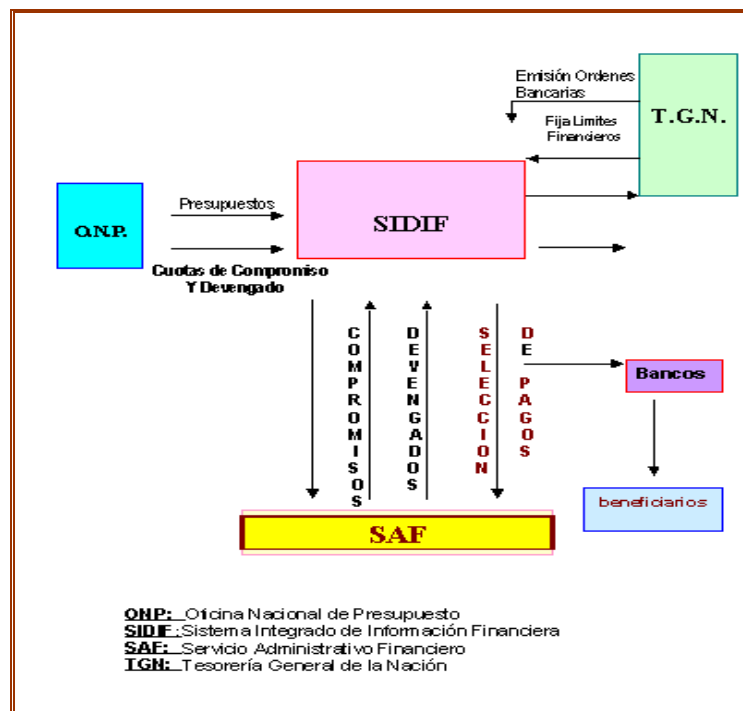 Emisión Ordenes
Bancarias
T.G.N.
Fija Limites
Financieros
Presupuestos
O.N.P.
SIDIF
Cuotas de Compromiso
Y Devengado
COMPROMISOS
DEVENGADOS
SELECCION
DE PAGOS
Bancos
beneficiarios
SAF
ONP: Oficina Nacional de Presupuesto
SIDIF: Sistema Integrado de Información Financiera
SAF: Servicio Administrativo Financiero
TGN: Tesorería General de la Nación